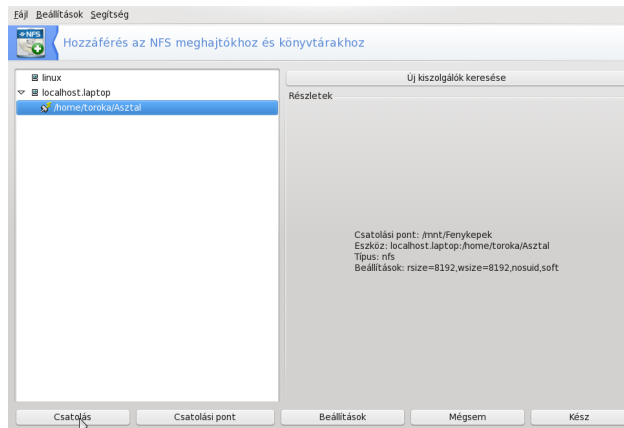 Fájl Beállítások Segítség
NFS
Hozzáférés az NFS meghajtókhoz és könyvtárakhoz
linux
localhost.laptop
/home/toroka/Asztal
Új kiszolgálók keresése
Részletek
Csatolási pont: /mnt/Fenykepek
Eszköz: localhost.laptop:/home/toroka/Asztal
Típus: nfs
Beállítások: rsize=8192,wsize=8192,nosuid,soft
Csatolás Csatolási pont Beállítások Mégsem Kész